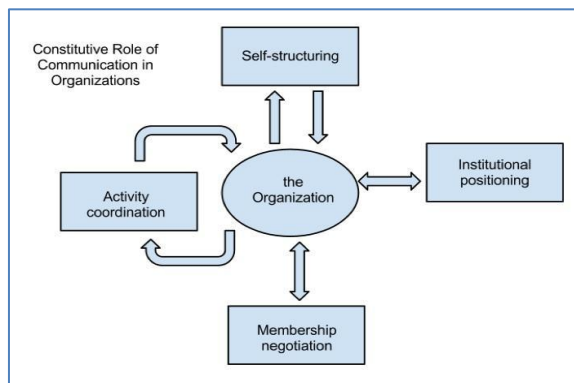 Constitutive Role of
Communication in
Organizations
Self-structuring
Institutional
positioning
the
Organization
Activity
coordination
Membership
negotiation